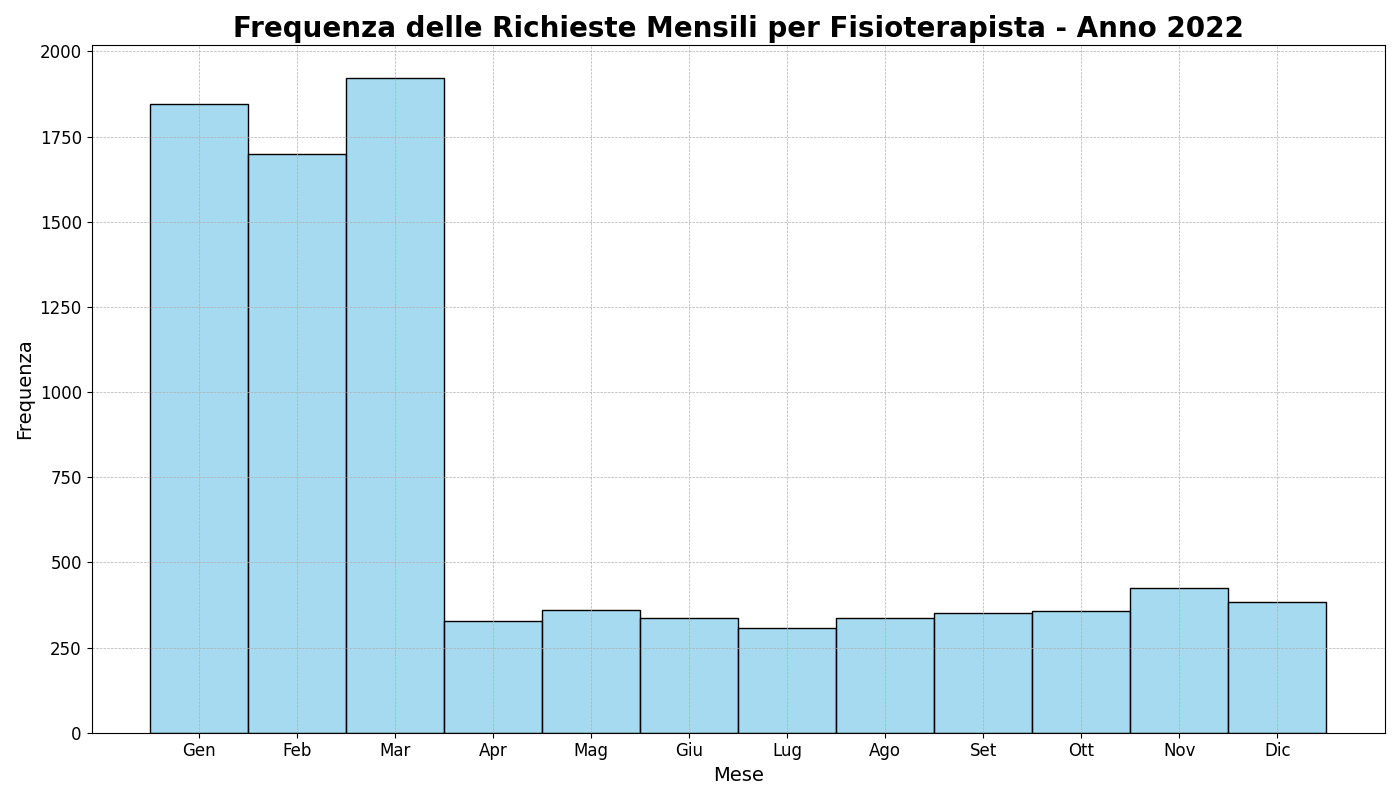 Frequenza delle Richieste Mensili per Fisioterapista - Anno 2022
2000
1750
1500
1250
1000
750
500
250
0
Frequenza
Gen Feb Mar Apr Mag Giu Lug Ago Set Ott Nov Dic
Mese